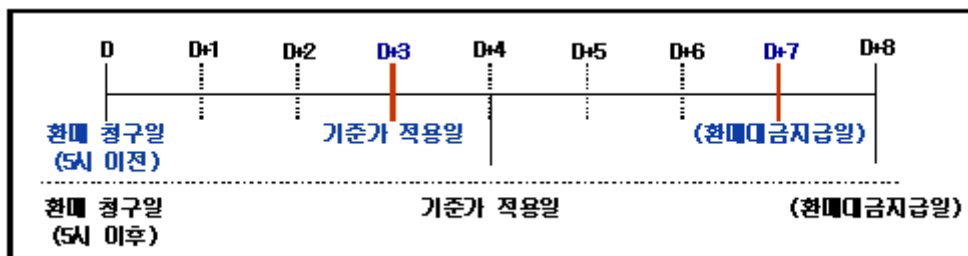 D D+1 D+2 D+3 D+4 D+5 D+6 D+7 D+8
환매 청구일 기준가 적용일 (환매대금지급일)
(5시 이전)
환매 청구일 기준가 적용일 (환매대금지급일)
(5시 이후)